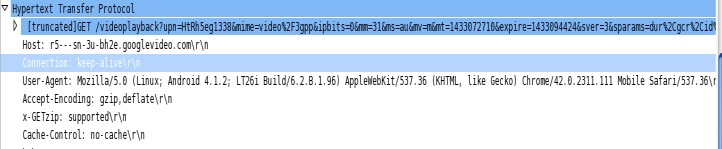 Hypertext Transfer Protocol
[truncated]GET /videoplayback?upn=HtRh5eg1338&mime=video%2F3gpp&ipbits=0&mm=31&ms=au&mv=m&mt=1433072710&expire=1433094424&sver=3&sparams=dur%2Cgcr%2Cid%
Host: r5---sn-3u-bh2e.googlevideo.com\r\n
Connection: keep-alive\r\n
User-Agent: Mozilla/5.0 (Linux; Android 4.1.2; LT26i Build/6.2.B.1.96) AppleWebKit/537.36 (KHTML, like Gecko) Chrome/42.0.2311.111 Mobile Safari/537.36\r
Accept-Encoding: gzip,deflate\r\n
x-GETzip: supported\r\n
Cache-Control: no-cache\r\n